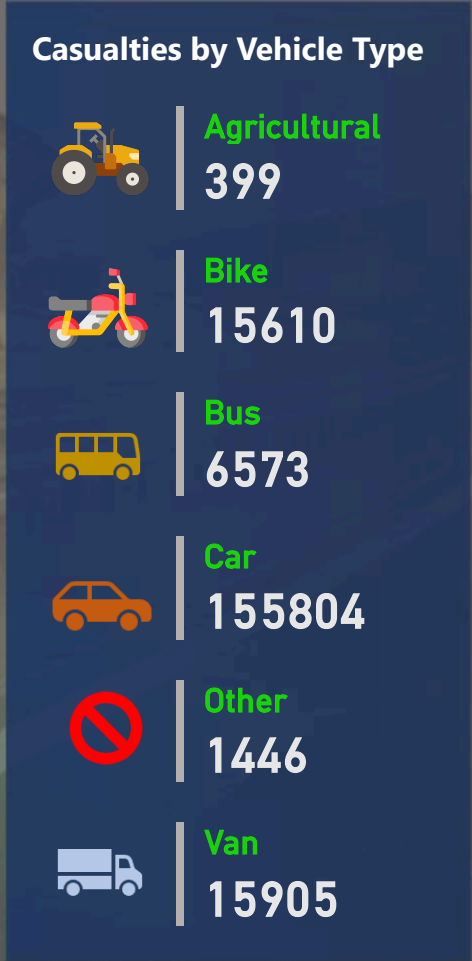 Casualties by Vehicle Type
Agricultural
399
Bike
15610
Bus
6573
Car
155804
Other
1446
Van
15905